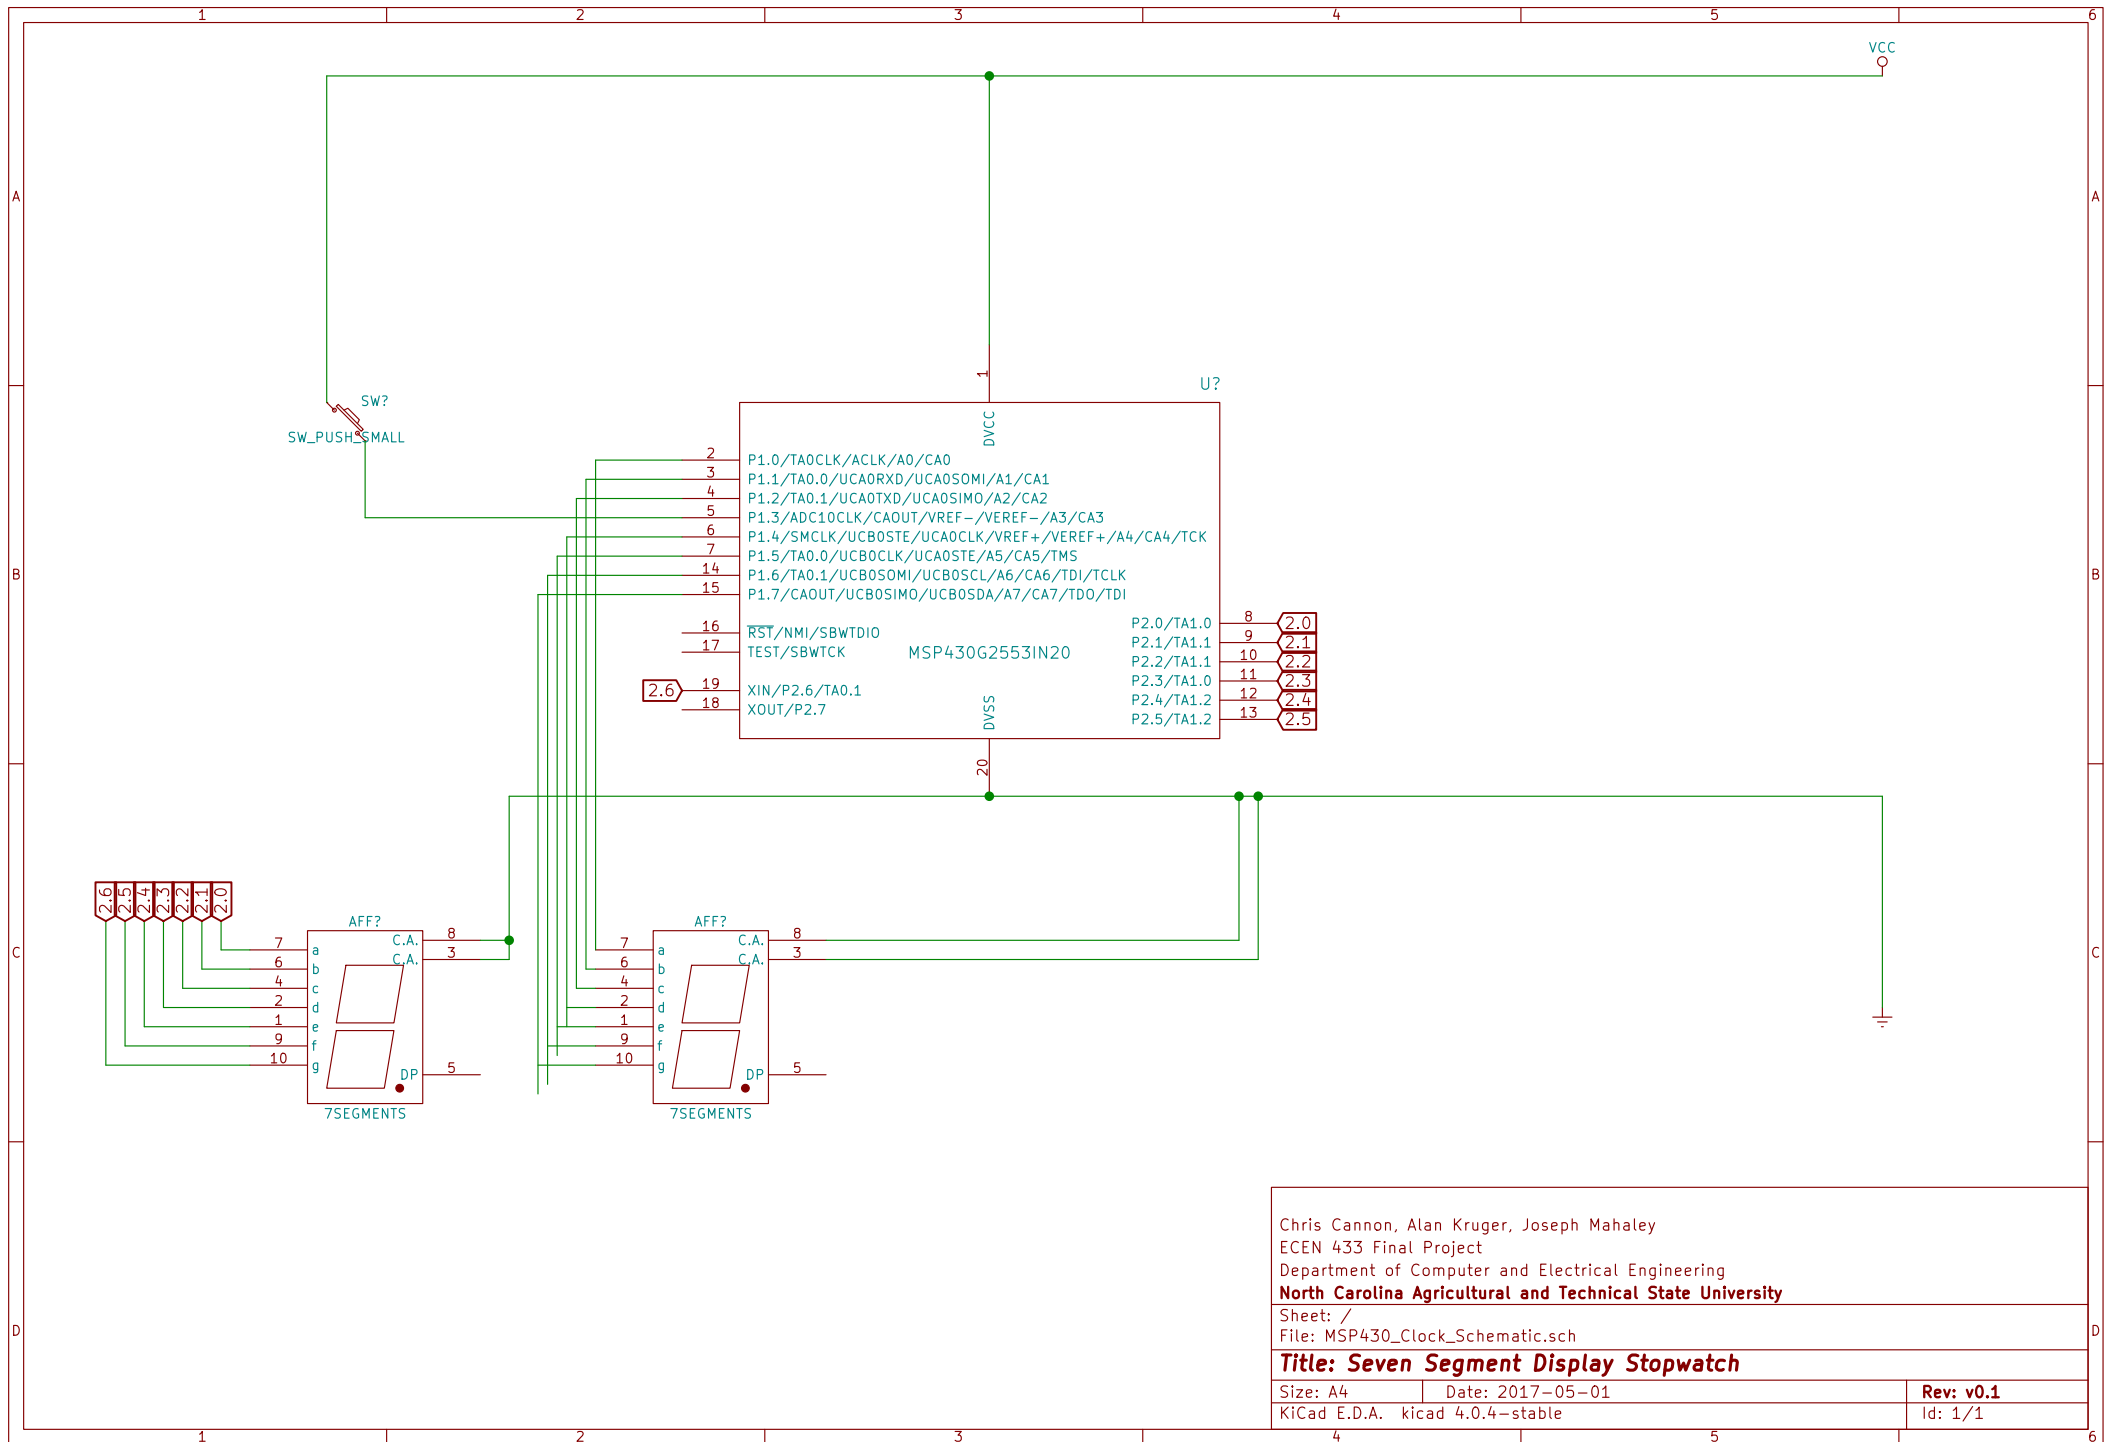 1 2 3 4 5 6
VCC
A A
SW?
SW_PUSH_SMALL
U?
1
DVCC
2 P1.0/TA0CLK/ACLK/A0/CA0
3 P1.1/TA0.0/UCA0RXD/UCA0SOMI/A1/CA1
4 P1.2/TA0.1/UCA0TXD/UCA0SIMO/A2/CA2
5 P1.3/ADC10CLK/CAOUT/VREF-/VEREF-/A3/CA3
6 P1.4/SMCLK/UCB0STE/UCA0CLK/VREF+/VEREF+/A4/CA4/TCK
7 P1.5/TA0.0/UCB0CLK/UCA0STE/A5/CA5/TMS
B B
14 P1.6/TA0.1/UCB0SOMI/UCB0SCL/A6/CA6/TDI/TCLK
15 P1.7/CAOUT/UCB0SIMO/UCB0SDA/A7/CA7/TDO/TDI
P2.0/TA1.0 8 2.0
16 RST/NMI/SBWTDIO
P2.1/TA1.1 9 2.1
17 TEST/SBWTCK
MSP430G2553IN20
P2.2/TA1.1 10 2.2
P2.3/TA1.0 11 2.3
2.6 19 XIN/P2.6/TA0.1
P2.4/TA1.2 12 2.4
18 XOUT/P2.7
P2.5/TA1.2 13 2.5
DVSS
20
2.6 2.5 2.4 2.3 2.2 2.1 2.0
C C
AFF?
7 a
6 b
4 c
2 d
1 e
9 f
10 g
C.A. 8
C.A. 3
DP 5
7SEGMENTS
AFF?
7 a
6 b
4 c
2 d
1 e
9 f
10 g
C.A. 8
C.A. 3
DP 5
7SEGMENTS
D D
Chris Cannon, Alan Kruger, Joseph Mahaley
ECEN 433 Final Project
Department of Computer and Electrical Engineering
North Carolina Agricultural and Technical State University
Sheet: /
File: MSP430_Clock_Schematic.sch
Title: Seven Segment Display Stopwatch
Size: A4 Date: 2017-05-01 Rev: v0.1
KiCad E.D.A. kicad 4.0.4-stable Id: 1/1
1 2 3 4 5 6